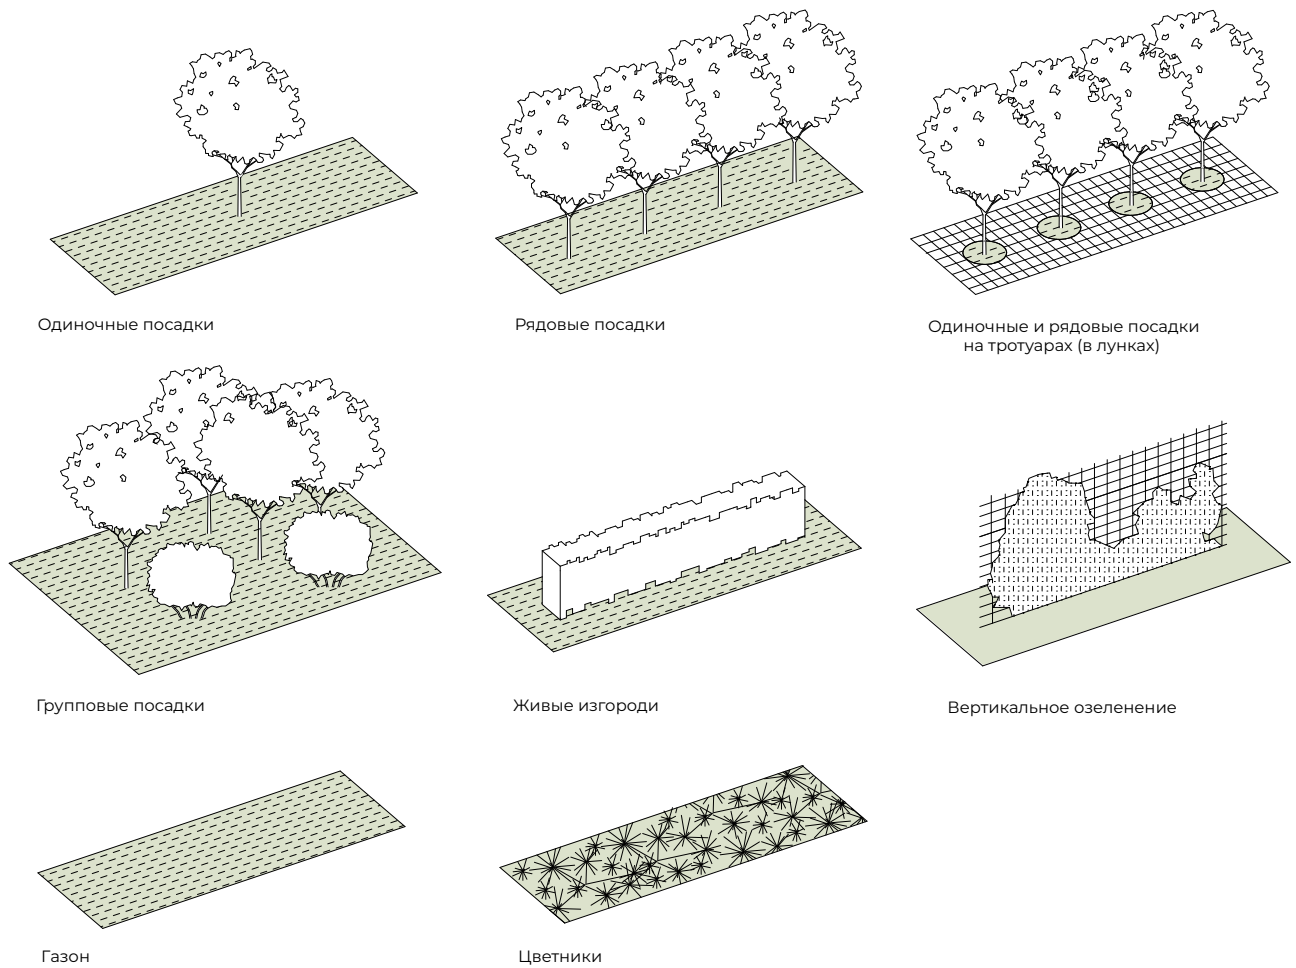 Одиночные посадки
Рядовые посадки
Одиночные и рядовые посадки
на тротуарах (в лунках)
Групповые посадки
Живые изгороди
Вертикальное озеленение
Газон
Цветники